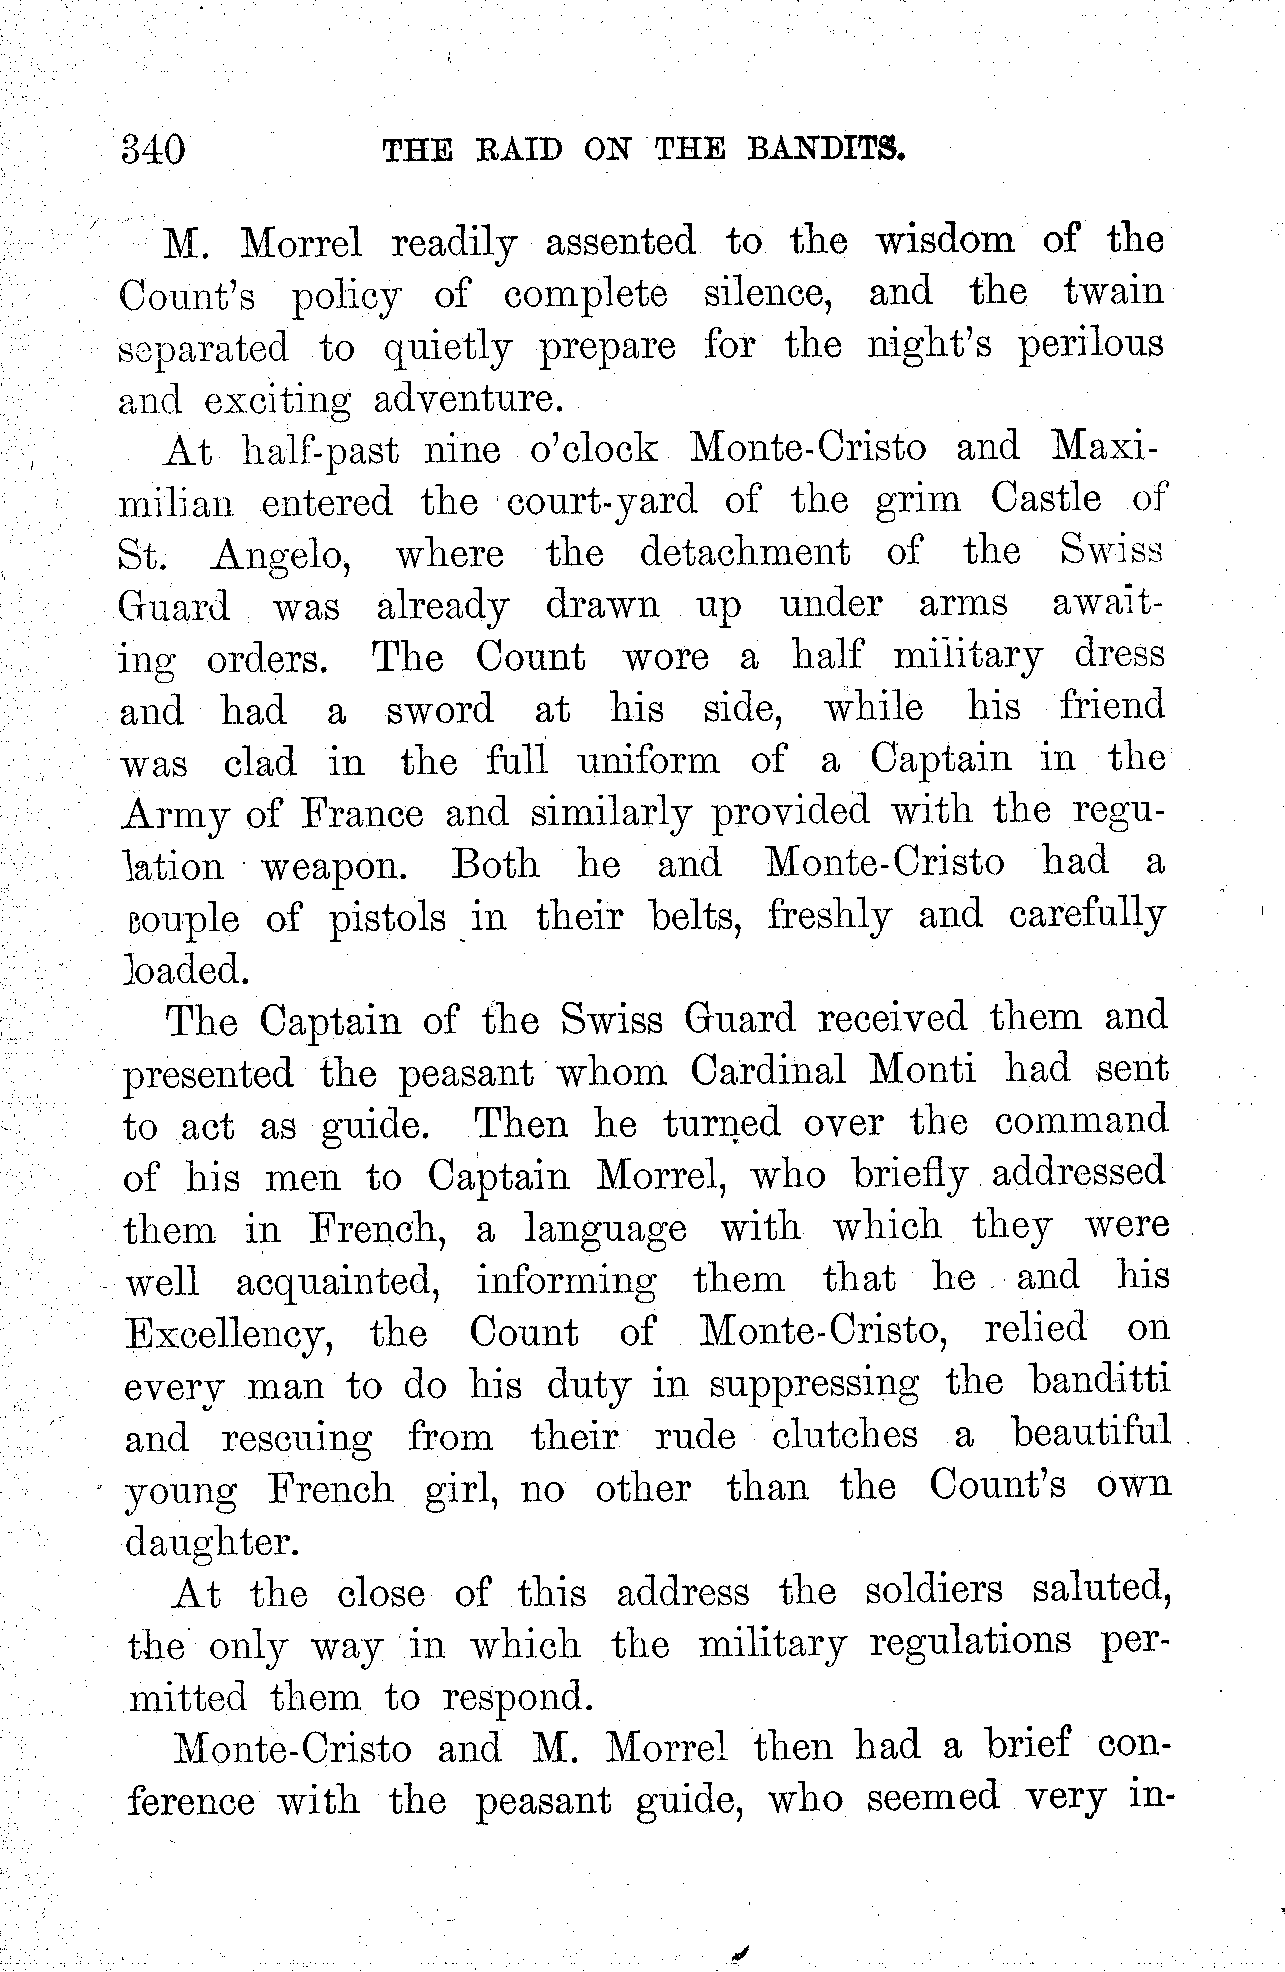 340 THE RAID ON THE BANDITS.
M. Morrel readily assented to the wisdom of the
Count's policy of complete silence, and the twain
separated to quietly prepare for the night's perilous
and exciting adventure.
At half-past nine o'clock Monte-Cristo and Maxi-
milian entered the court-yard of the grim Castle of
St. Angelo, where the detachment of the Swiss
Guard was already drawn up under arms await-
ing orders. The Count wore a half military dress
and had a sword at his side, while his friend
was clad in the full uniform of a Captain in the
Army of France and similarly provided with the regu-
lation weapon. Both he and Monte-Cristo had a
couple of pistols in their belts, freshly and carefully
loaded.
The Captain of the Swiss Guard received them and
presented the peasant whom Cardinal Monti had sent
to act as guide. Then he turned over the command
of his men to Captain Morrel, who briefly addressed
them in French, a language with which they were
well acquainted, informing them that he and his
Excellency, the Count of Monte-Cristo, relied on
every man to do his duty in suppressing the banditti
and rescuing from their rude clutches a beautiful
young French girl, no other than the Count's own
daughter.
At the close of this address the soldiers saluted,
the only way in which the military regulations per-
mitted them to respond.
Monte-Cristo and M. Morrel then had a brief con-
ference with the peasant guide, who seemed very in-